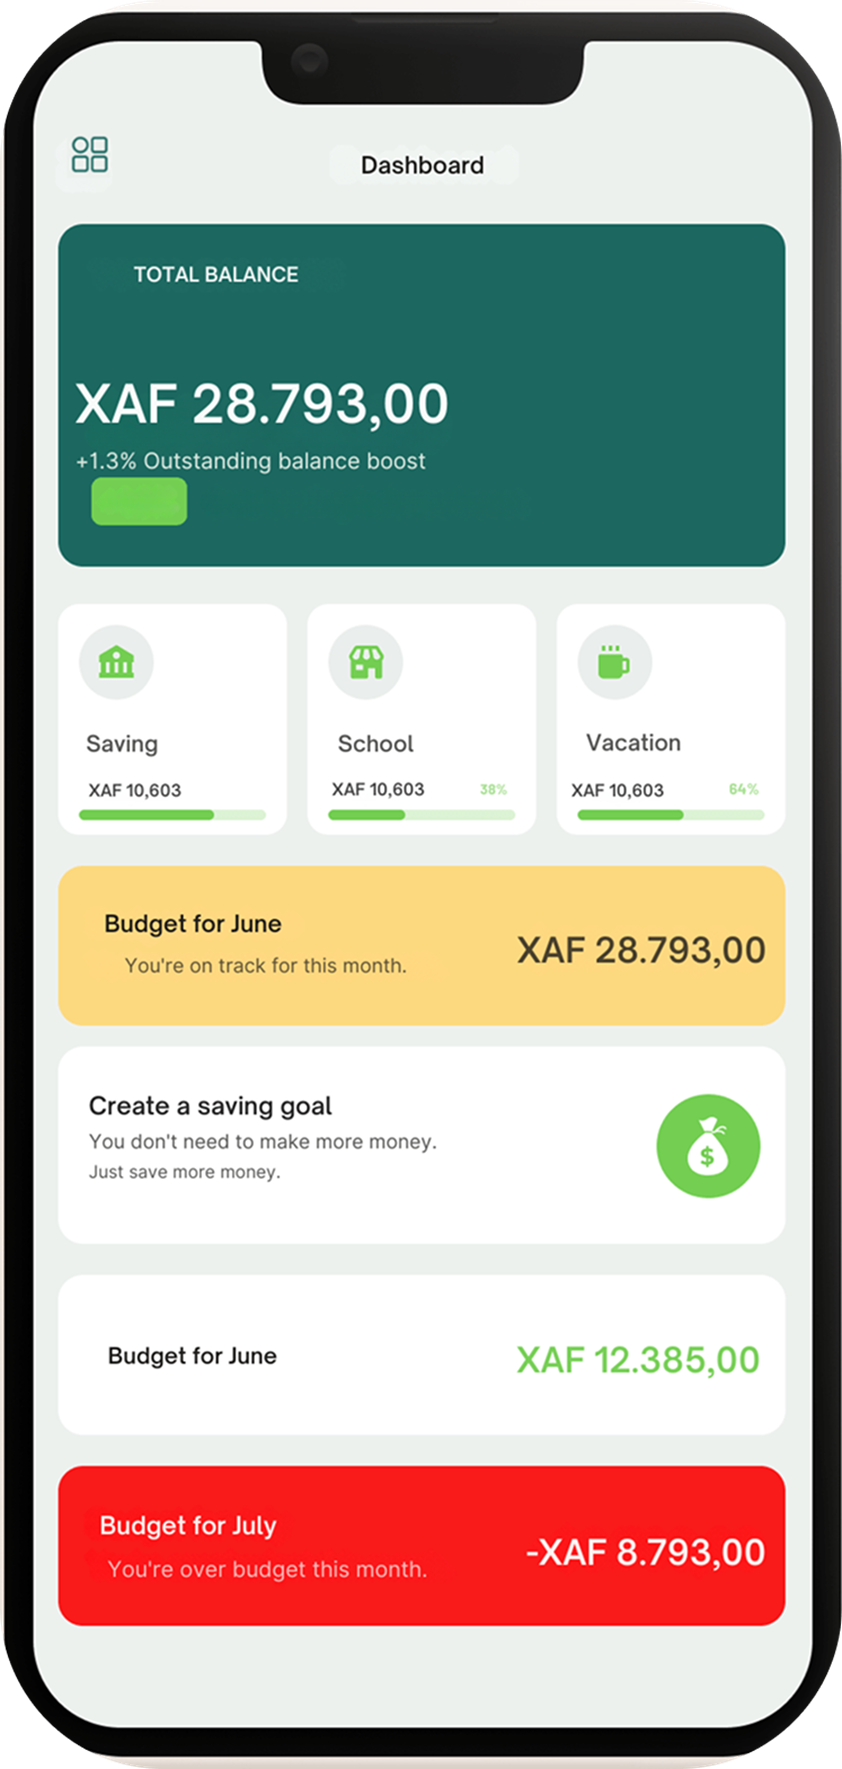 Dashboard
TOTAL BALANCE
XAF 28.793,00
+1.3% Outstanding balance boost
Saving
School
Vacation
XAF 10,603
XAF 10,603
38%
XAF 10,603
64%
Budget for June
You're on track for this month.
XAF 28.793,00
Create a saving goal
You don't need to make more money.
Just save more money.
$
Budget for June
XAF 12.385,00
Budget for July
You're over budget this month.
-XAF 8.793,00